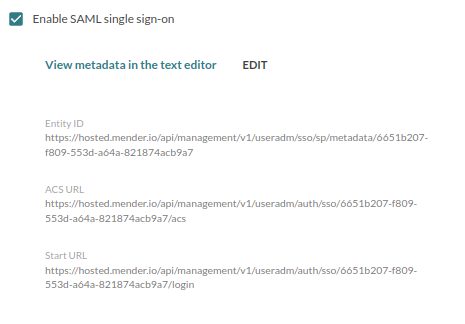 Enable SAML single sign-on
View metadata in the text editor EDIT
Entity ID
https://hosted.mender.io/api/management/v1/useradm/sso/sp/metadata/6651b207-
f809-553d-a64a-821874acb9a7
ACS URL
https://hosted.mender.io/api/management/v1/useradm/auth/sso/6651b207-f809-
553d-a64a-821874acb9a7/acs
Start URL
https://hosted.mender.io/api/management/v1/useradm/auth/sso/6651b207-f809-
553d-a64a-821874acb9a7/login